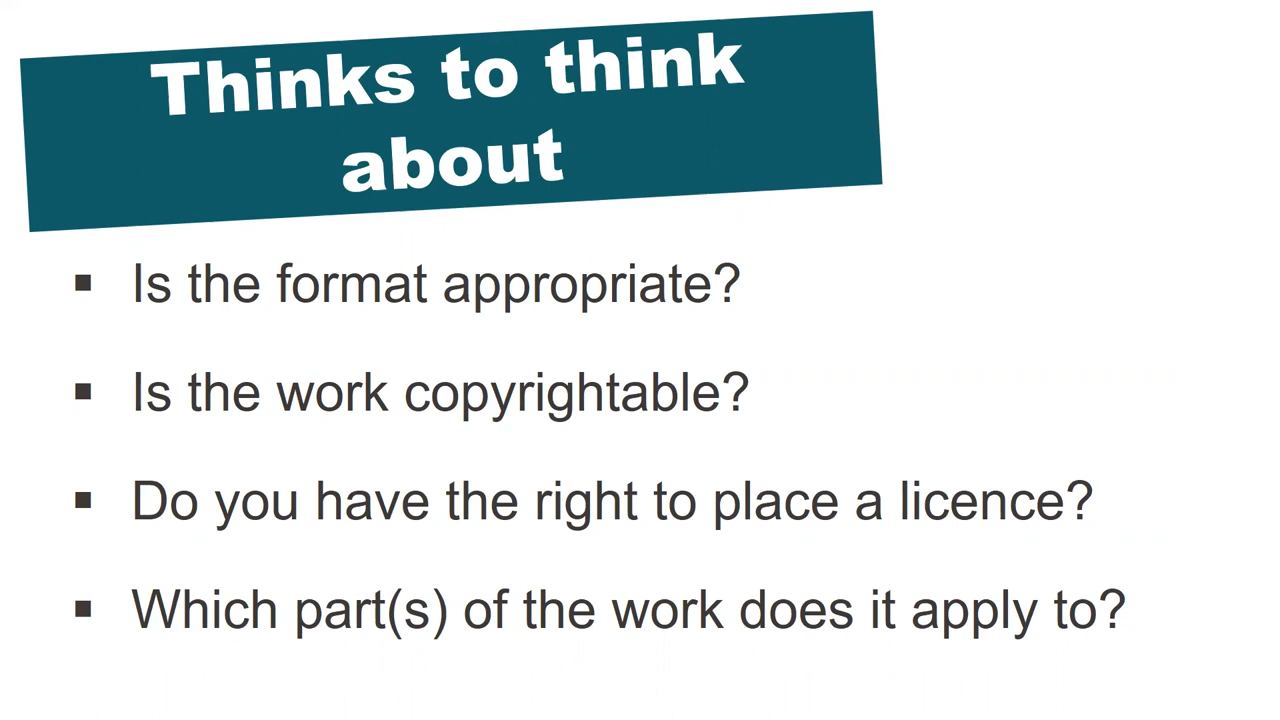 Thinks to think
about
▪ Is the format appropriate?
▪ Is the work copyrightable?
▪ Do you have the right to place a licence?
▪ Which part(s) of the work does it apply to?